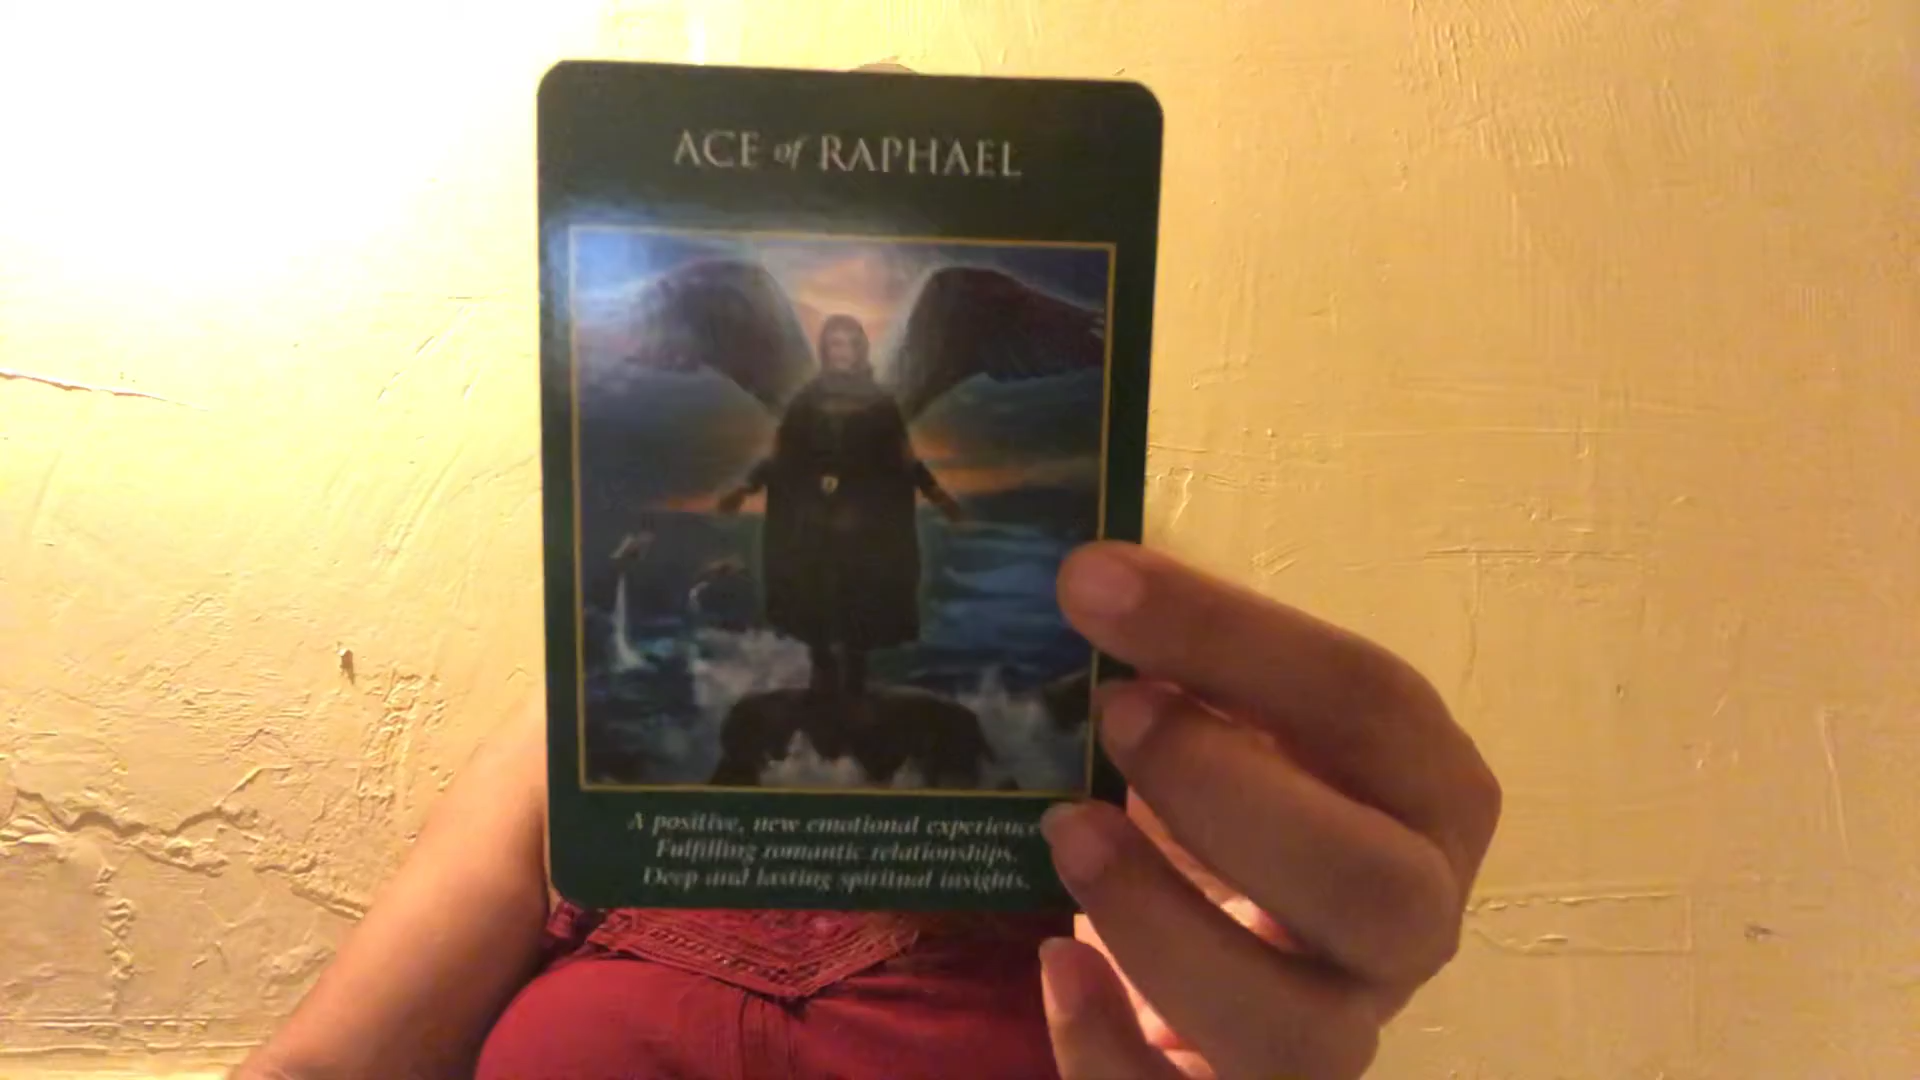 ACE of RAPHAEL
A positive, new emotional experience
Fulfilling romantic relationships.
Deep and lasting spiritual insights.